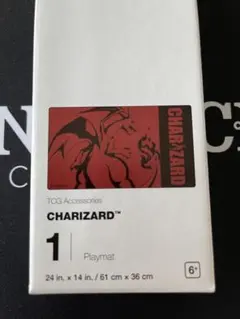 CHARIZARD
TCG Accessories
CHARIZARD™
1
Playmat
24 in. x 14 in. / 61 cm x 36 cm
6+